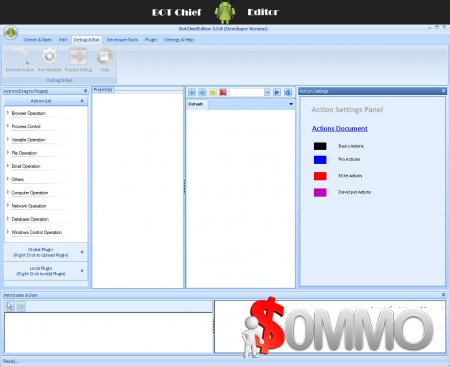 BOT Chief Editor
BotChiefEditor 3.5.6 (Developer Version)
Create & Open Edit Debug & Run Developer Tools Plugin Settings & Help
Execute Action Run Module Project Debug Stop
Debug & Run
Action(Drag to Project)
Action List
Browser Operation
Process Control
Variable Operation
File Operation
Email Operation
Others
Computer Operation
Network Operation
Database Operation
Windows Control Operation
Global Plugin
(Right Click to Upload Plugin)
Local Plugin
(Right Click to Add Plugin)
Project(s)
Default
Action Settings
Action Settings Panel
Actions Document
Basic Actions
Pro Actions
Elite Actions
Developer Actions
Attributes & Dom
$OMMO
Ready...